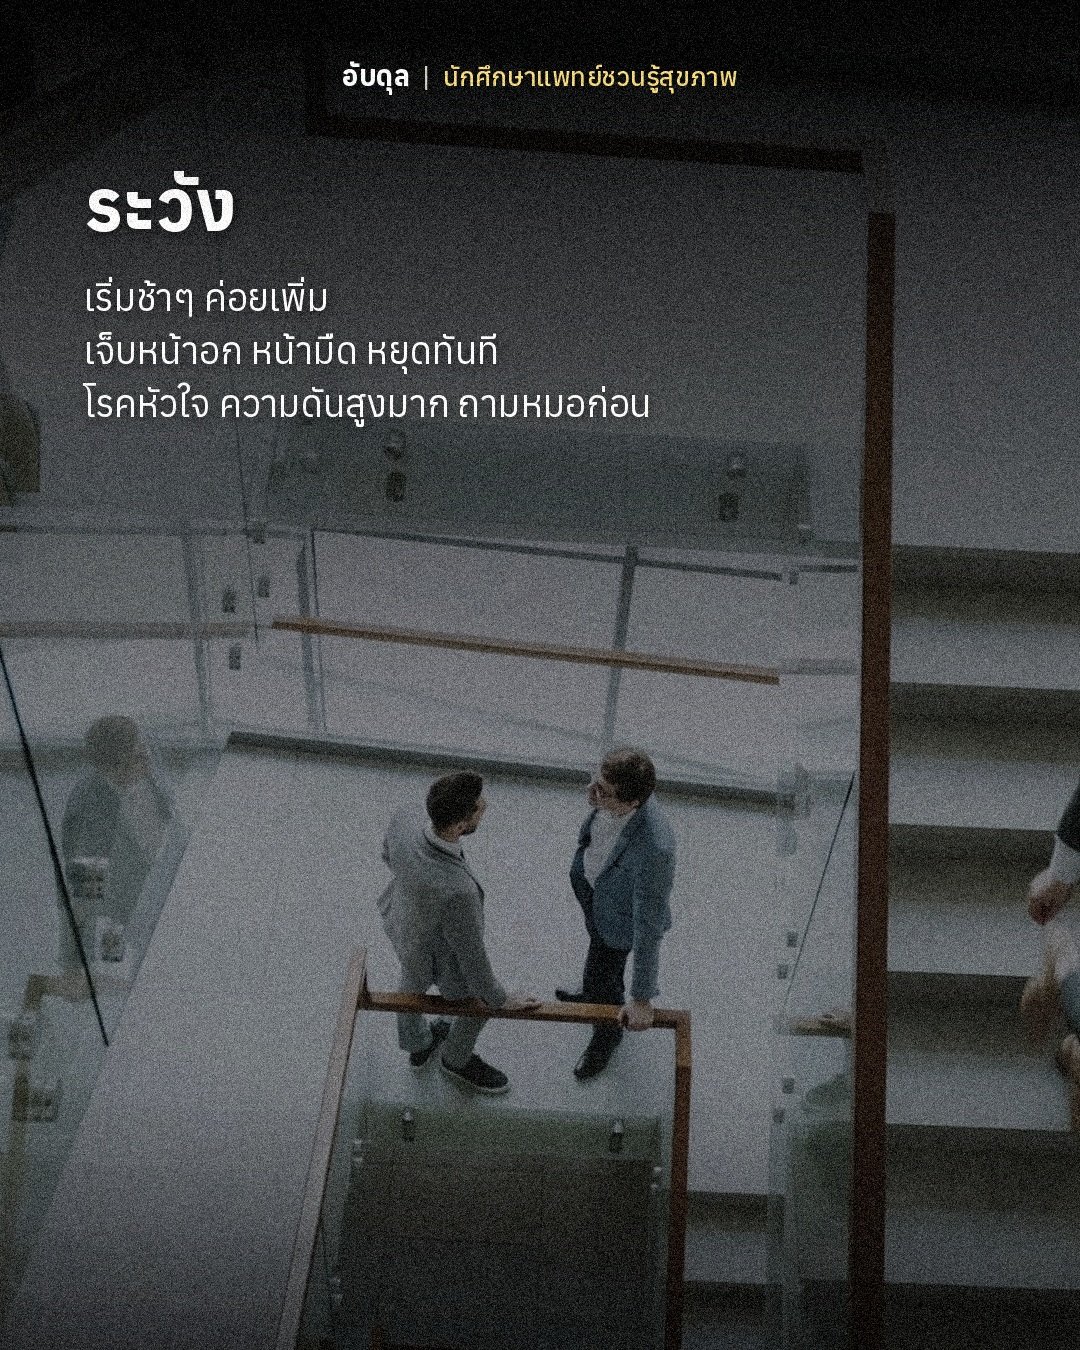 อับดุล | นักศึกษาแพทย์ชวนรู้สุขภาพ
ระวัง
เริ่มช้าๆ ค่อยเพิ่ม
เจ็บหน้าอก หน้ามืด หยุดทันที
โรคหัวใจ ความดันสูงมาก ถามหมอก่อน